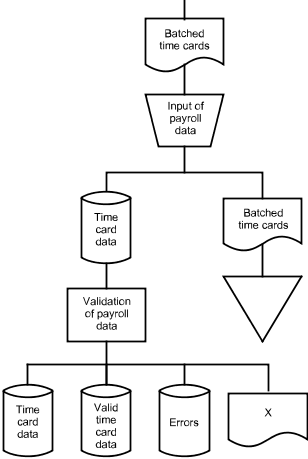 Batched
time cards
Input of
payroll
data
Time
card
data
Batched
time cards
Validation
of payroll
data
Time
card
data
Valid
time
card
data
Errors
X